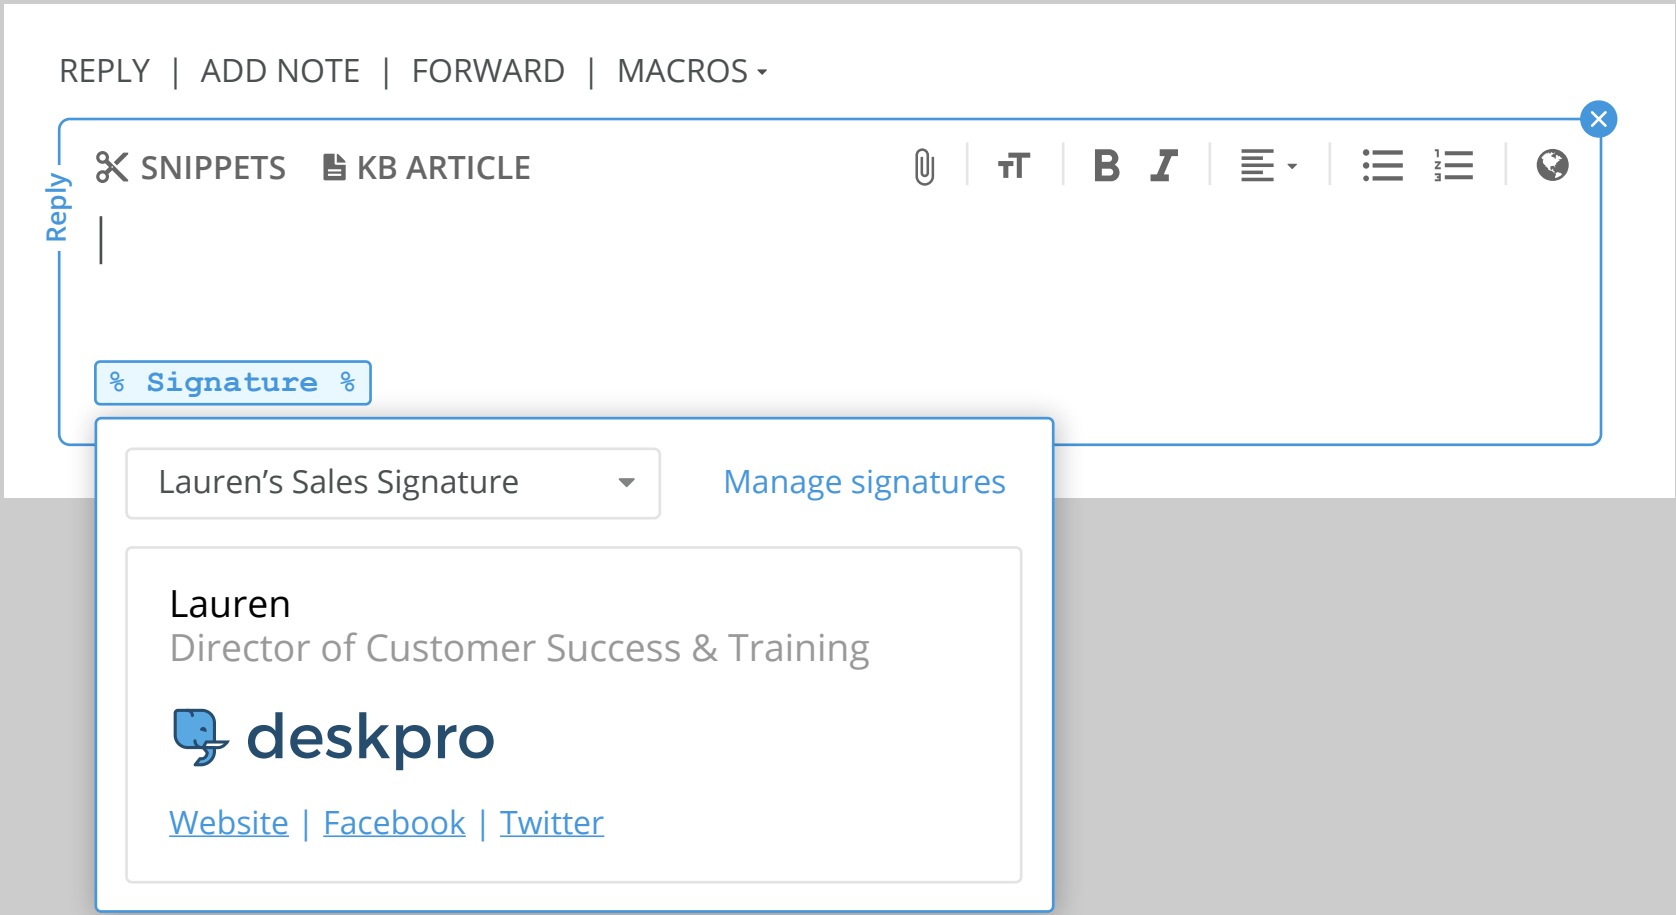 REPLY | ADD NOTE | FORWARD | MACROS
Reply
SNIPPETS KB ARTICLE
% Signature %
Lauren’s Sales Signature Manage signatures
Lauren
Director of Customer Success & Training
deskpro
Website | Facebook | Twitter